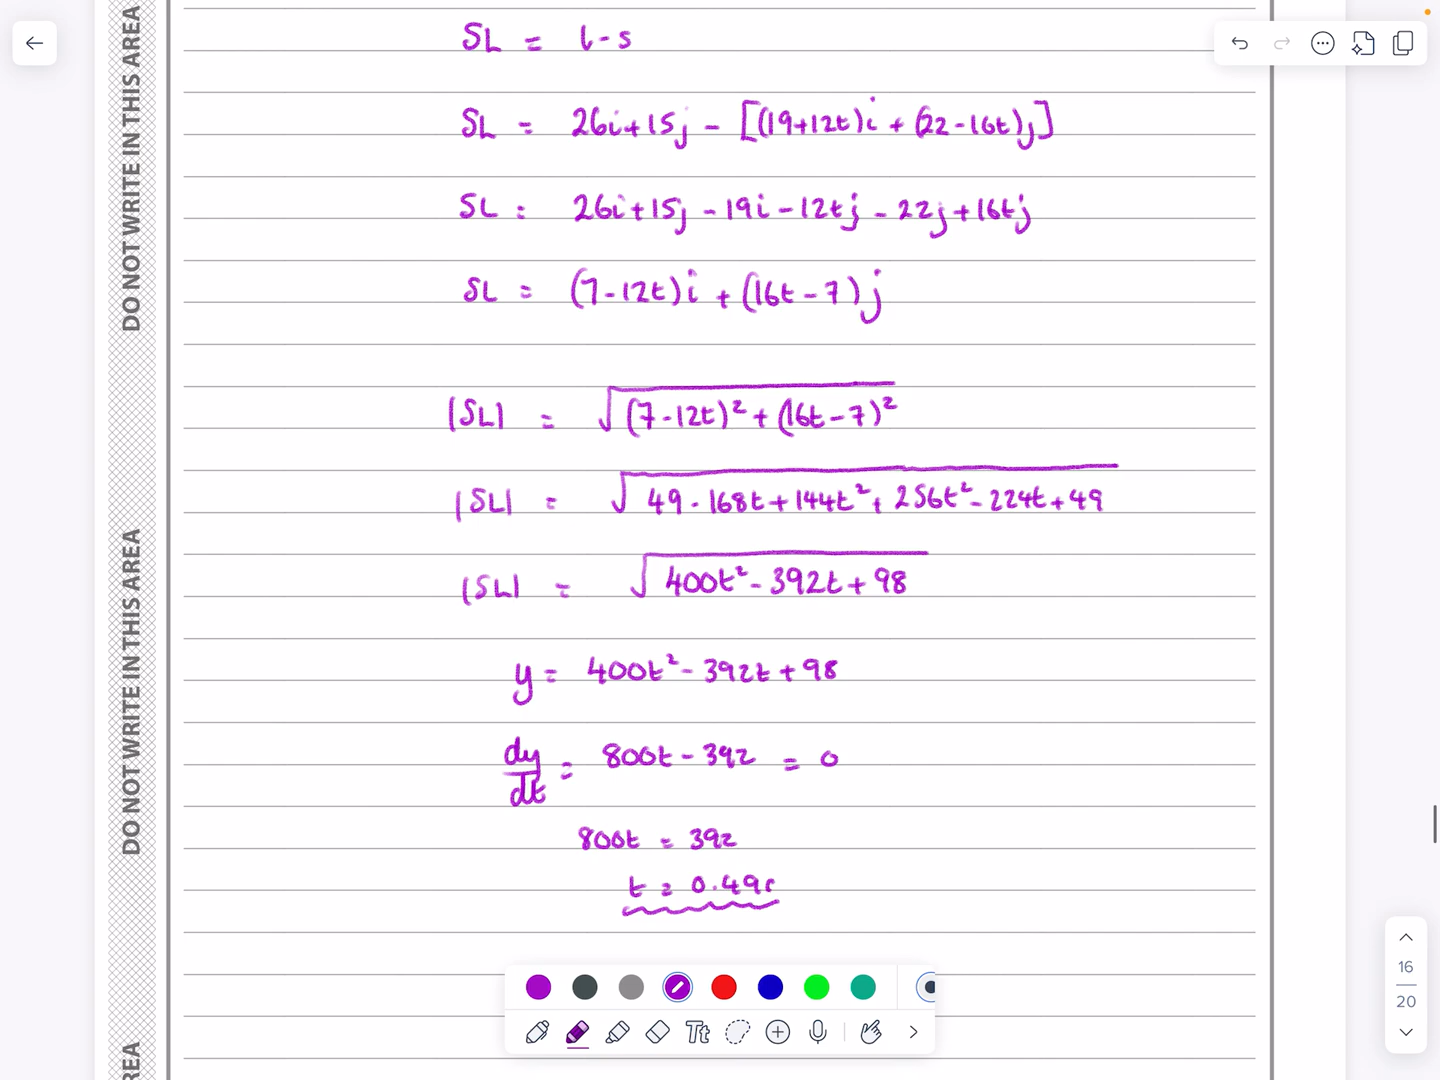 SL = l - s
SL = 26i+15j - [(19+12t)i + (22-16t)j]
SL = 26i+15j - 19i - 12tj - 22j + 16tj
SL = (7-12t)i + (16t-7)j
|SL| = √((7-12t)² + (16t-7)²)
|SL| = √(49 - 168t + 144t² + 256t² - 224t + 49)
|SL| = √(400t² - 392t + 98)
y = 400t² - 392t + 98
dy/dt = 800t - 392 = 0
800t = 392
t = 0.49
DO NOT WRITE IN THIS AREA
DO NOT WRITE IN THIS AREA
AREA
Tt
16
20